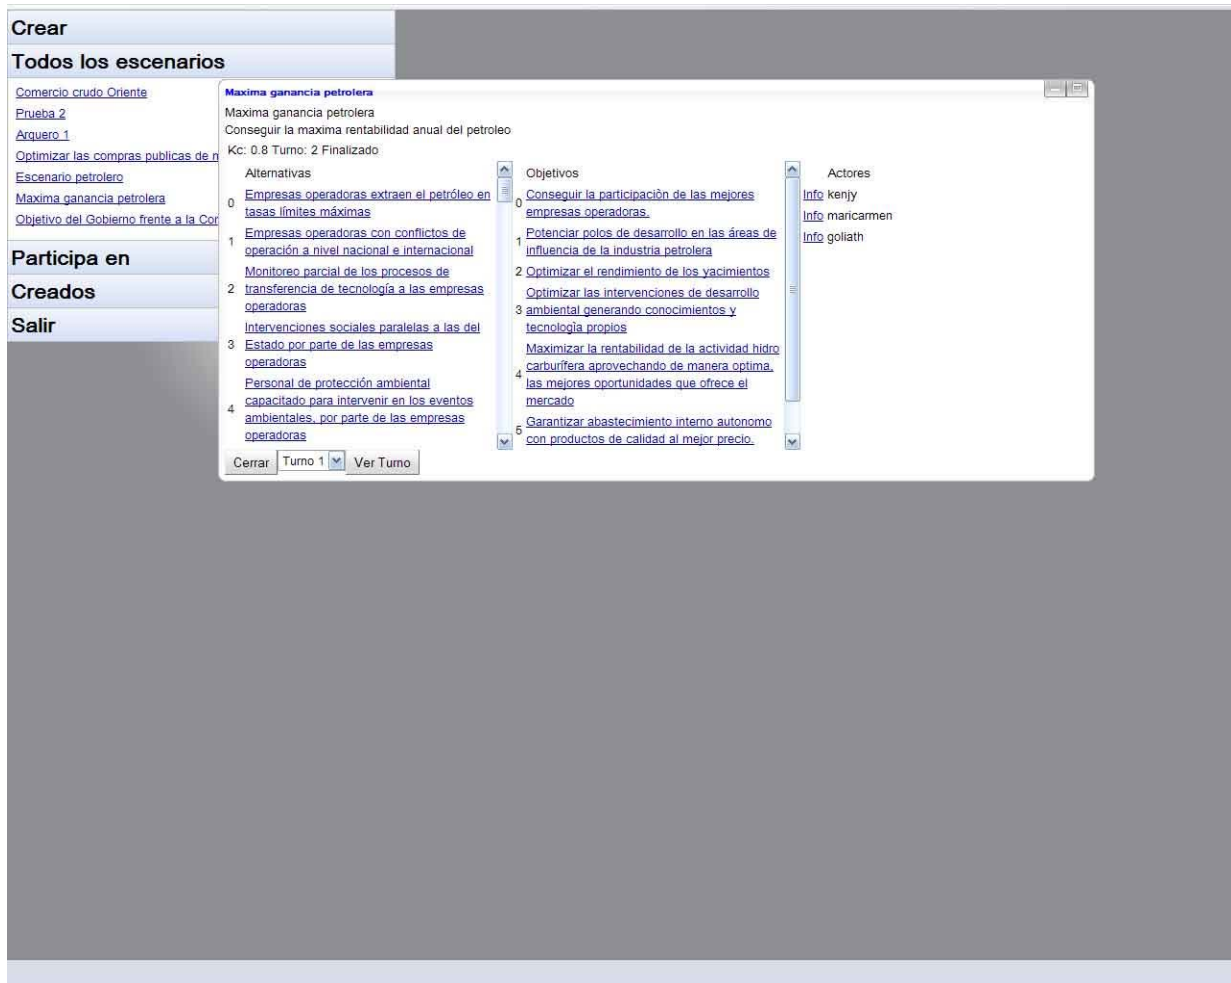 Crear
Todos los escenarios
Comercio crudo Oriente
Prueba 2
Arquero 1
Optimizar las compras publicas de
Escenario petrolero
Maxima ganancia petrolera
Objetivo del Gobierno frente a la
Participa en
Creados
Salir
Maxima ganancia petrolera
Maxima ganancia petrolera
Conseguir la maxima rentabilidad anual del petroleo
Kc: 0.8 Turno: 2 Finalizado
Alternativas
0 Empresas operadoras extraen el petróleo en
tasas límites máximas
1 Empresas operadoras con conflictos de
operación a nivel nacional e internacional
Monitoreo parcial de los procesos de
2 transferencia de tecnología a las empresas
operadoras
Intervenciones sociales paralelas a las del
3 Estado por parte de las empresas
operadoras
Personal de protección ambiental
4 capacitado para intervenir en los eventos
ambientales, por parte de las empresas
operadoras
Objetivos
0 Conseguir la participaciòn de las mejores
empresas operadoras.
1 Potenciar polos de desarrollo en las áreas de
influencia de la industria petrolera
2 Optimizar el rendimiento de los yacimientos
Optimizar las intervenciones de desarrollo
3 ambiental generando conocimientos y
tecnologìa propios
Maximizar la rentabilidad de la actividad hidro
4 carburífera aprovechando de manera optima,
las mejores oportunidades que ofrece el
mercado
5 Garantizar abastecimiento interno autonomo
con productos de calidad al mejor precio.
Actores
Info kenjy
Info maricarmen
Info goliath
Cerrar Turno 1 Ver Turno